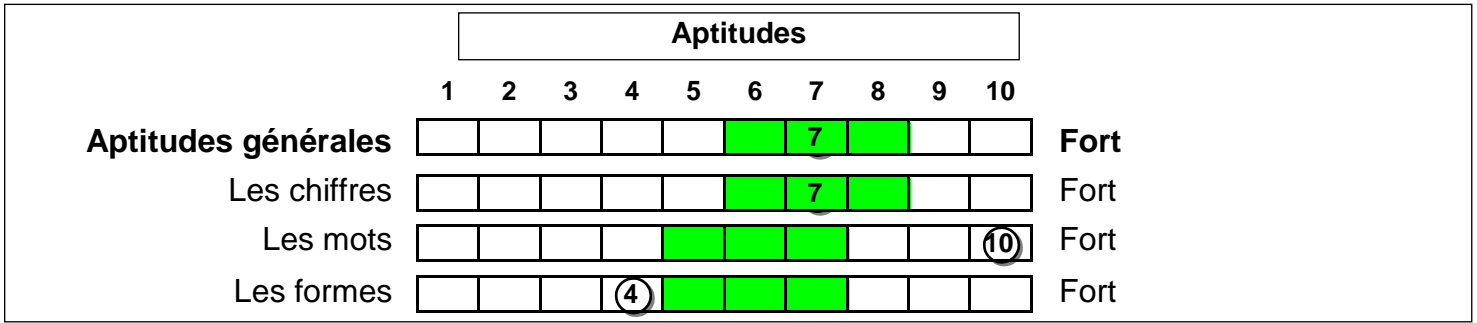 Aptitudes
1 2 3 4 5 6 7 8 9 10
Aptitudes générales 7 Fort
Les chiffres 7 Fort
Les mots 10 Fort
Les formes 4 Fort